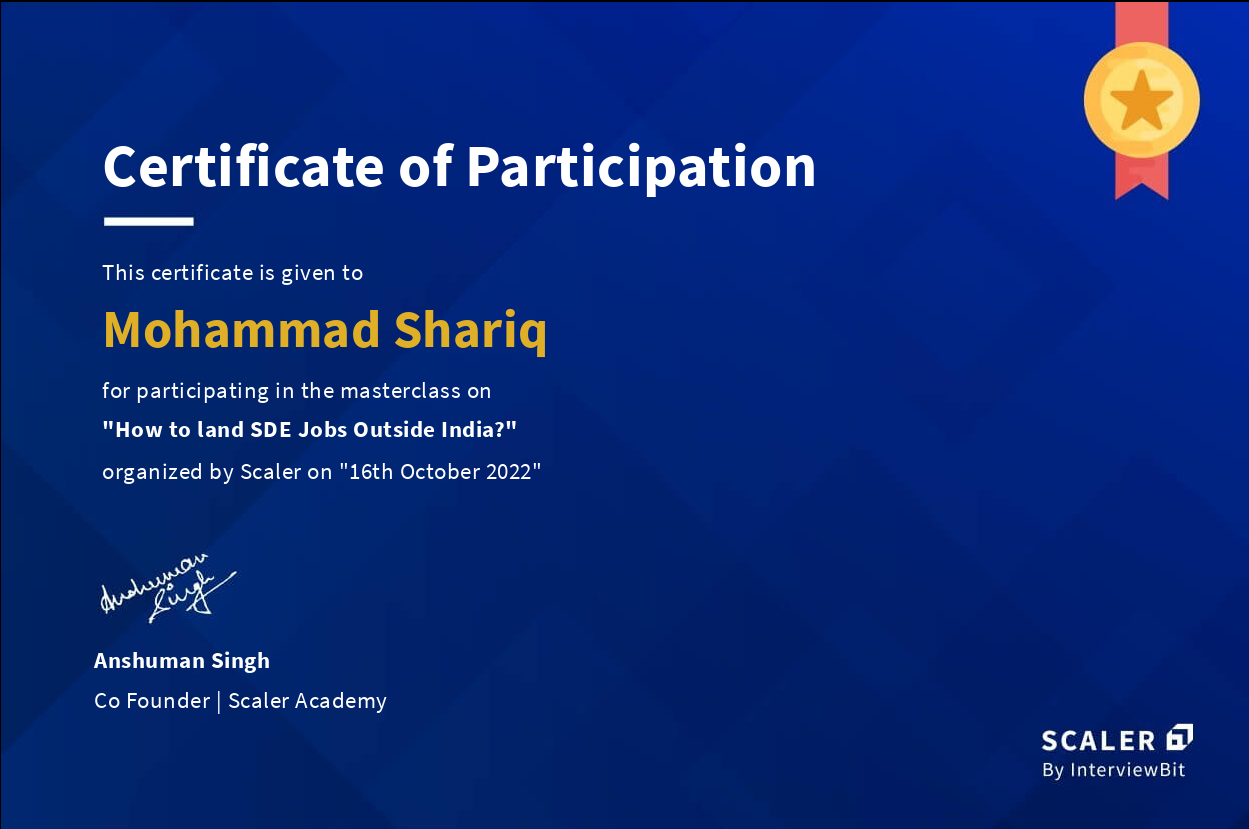 Certificate of Participation
This certificate is given to
Mohammad Shariq
for participating in the masterclass on
"How to land SDE Jobs Outside India?"
organized by Scaler on "16th October 2022"
Anshuman
Singh
Anshuman Singh
Co Founder | Scaler Academy
SCALER
By InterviewBit